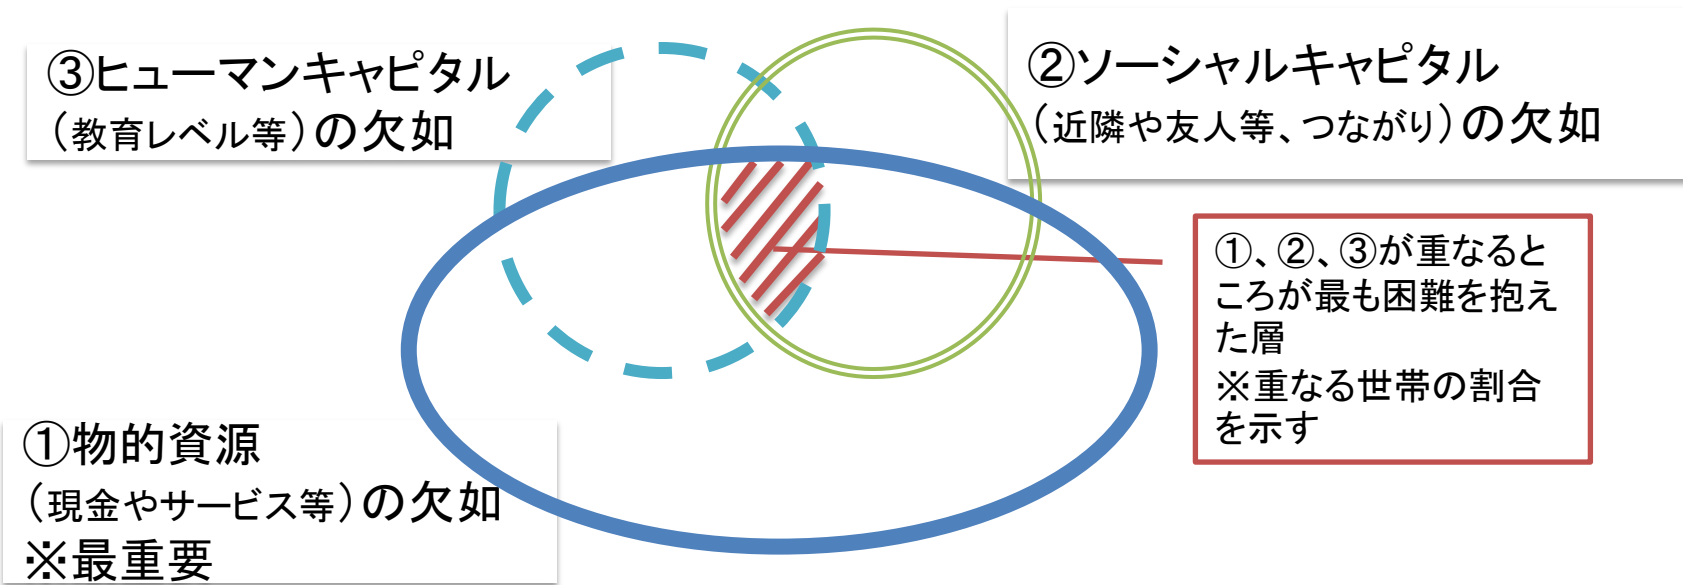 ③ヒューマンキャピタル
（教育レベル等）の欠如
②ソーシャルキャピタル
（近隣や友人等、つながり）の欠如
①、②、③が重なると
ころが最も困難を抱え
た層
※重なる世帯の割合
を示す
①物的資源
（現金やサービス等）の欠如
※最重要